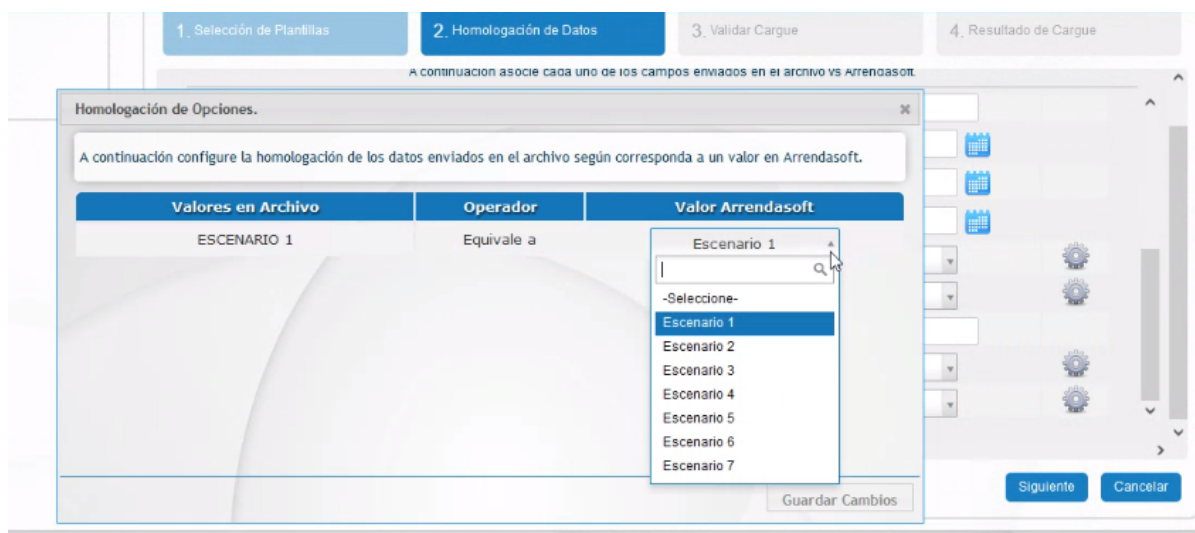 1. Selección de Plantillas
2. Homologación de Datos
3. Validar Cargue
4. Resultado de Cargue
A continuación asocie cada uno de los campos enviados en el archivo vs Arrendasoft.
Homologación de Opciones.
A continuación configure la homologación de los datos enviados en el archivo según corresponda a un valor en Arrendasoft.
Valores en Archivo Operador Valor Arrendasoft
ESCENARIO 1 Equivale a Escenario 1
-Seleccione-
Escenario 1
Escenario 2
Escenario 3
Escenario 4
Escenario 5
Escenario 6
Escenario 7
Guardar Cambios
Siguiente Cancelar